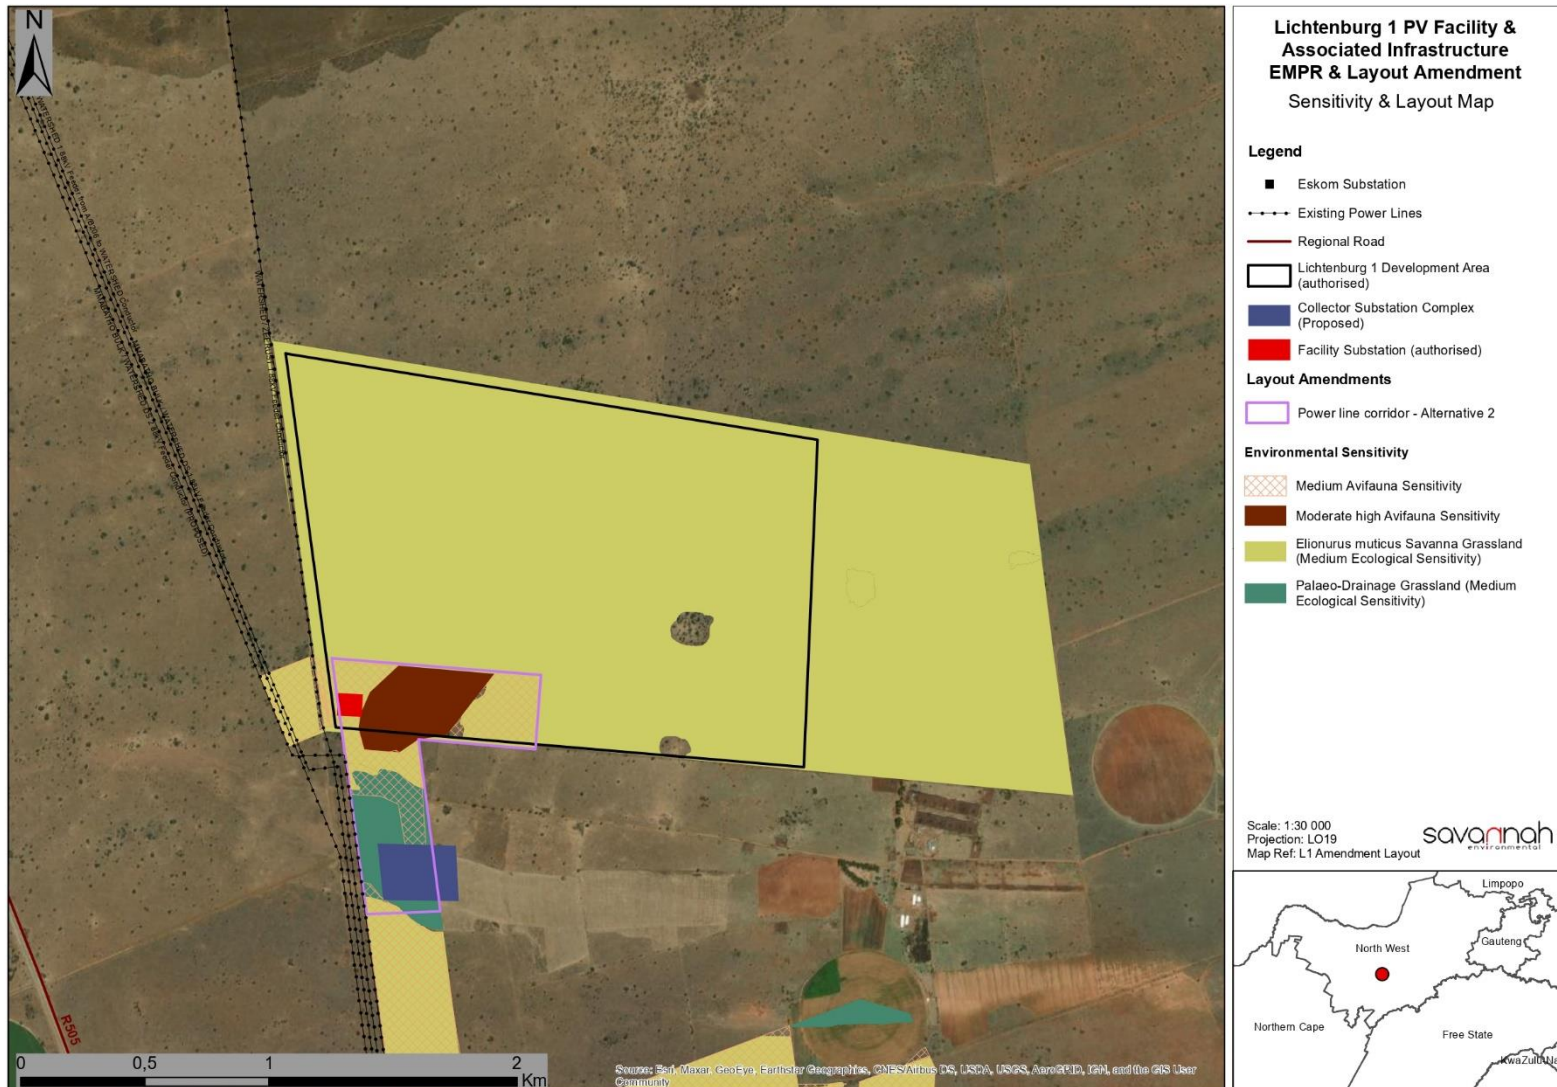 N
Lichtenburg 1 PV Facility &
Associated Infrastructure
EMPR & Layout Amendment
Sensitivity & Layout Map
Legend
Eskom Substation
Existing Power Lines
Regional Road
Lichtenburg 1 Development Area
(authorised)
Collector Substation Complex
(Proposed)
Facility Substation (authorised)
Layout Amendments
Power line corridor - Alternative 2
Environmental Sensitivity
Medium Avifauna Sensitivity
Moderate high Avifauna Sensitivity
Elionurus muticus Savanna Grassland
(Medium Ecological Sensitivity)
Palaeo-Drainage Grassland (Medium
Ecological Sensitivity)
Scale: 1:30 000
Projection: LO19
Map Ref: L1 Amendment Layout
savannah
environmental
Limpopo
North West
Gauteng
Northern Cape
Free State
R505
0 0,5 1 2
Km
Source: Esri, Maxar, GeoEye, Earthstar Geographics, CNES/Airbus DS, USDA, USGS, AeroGRID, IGN, and the GIS User
Community